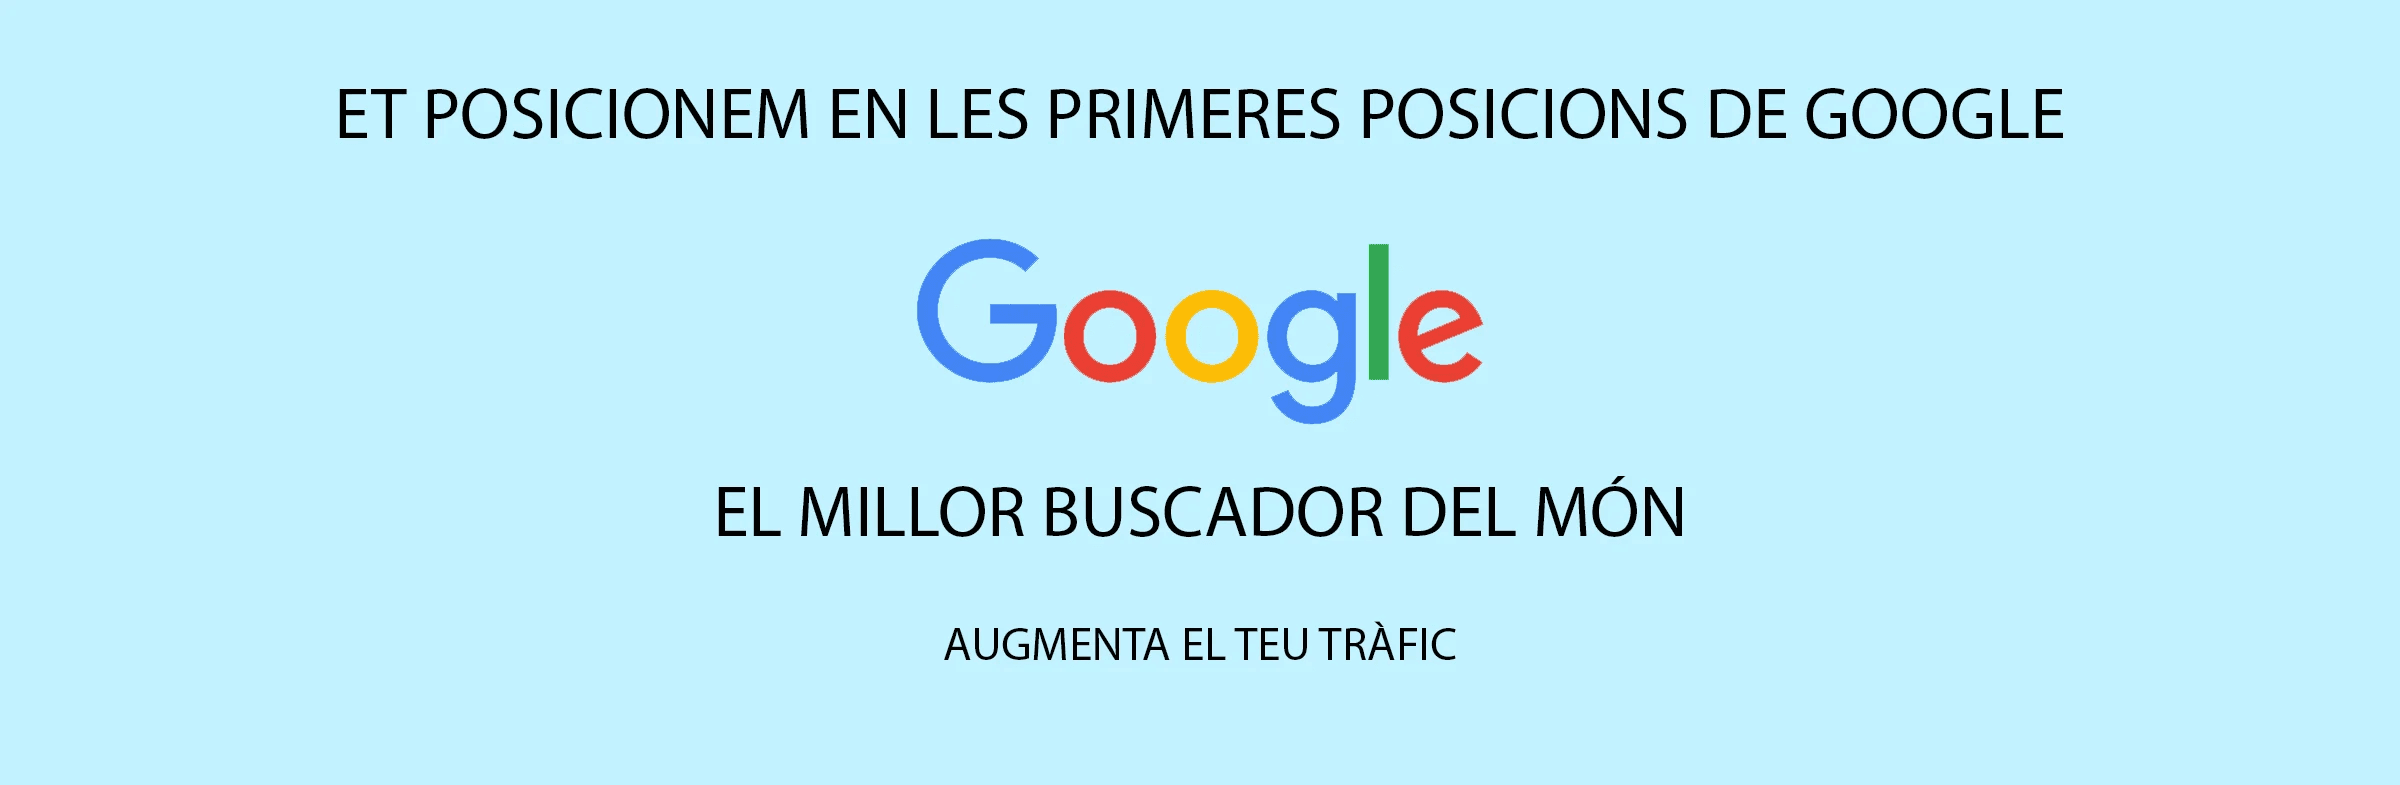 ET POSICIONEM EN LES PRIMERES POSICIONS DE GOOGLE
Google
EL MILLOR BUSCADOR DEL MÓN
AUGMENTA EL TEU TRÀFIC